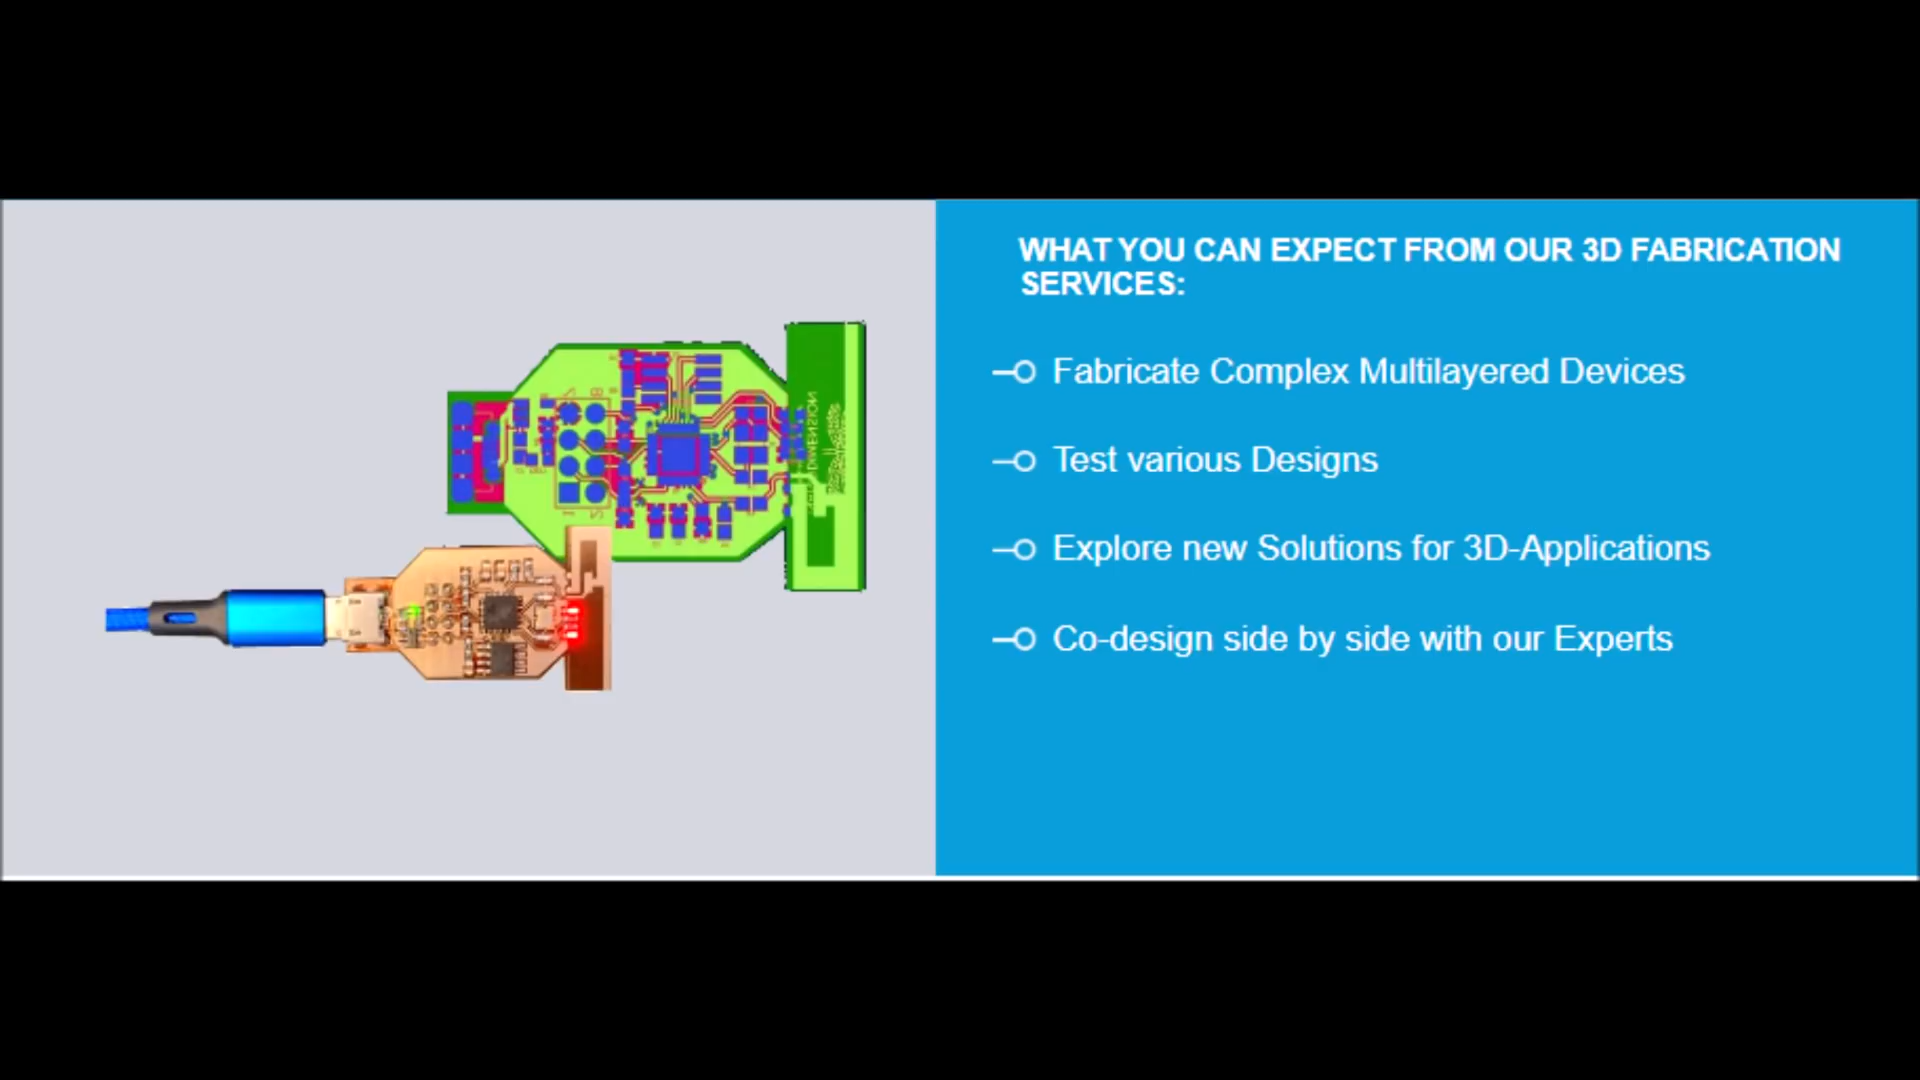 WHAT YOU CAN EXPECT FROM OUR 3D FABRICATION
SERVICES:
Fabricate Complex Multilayered Devices
Test various Designs
Explore new Solutions for 3D-Applications
Co-design side by side with our Experts
DIMENSION